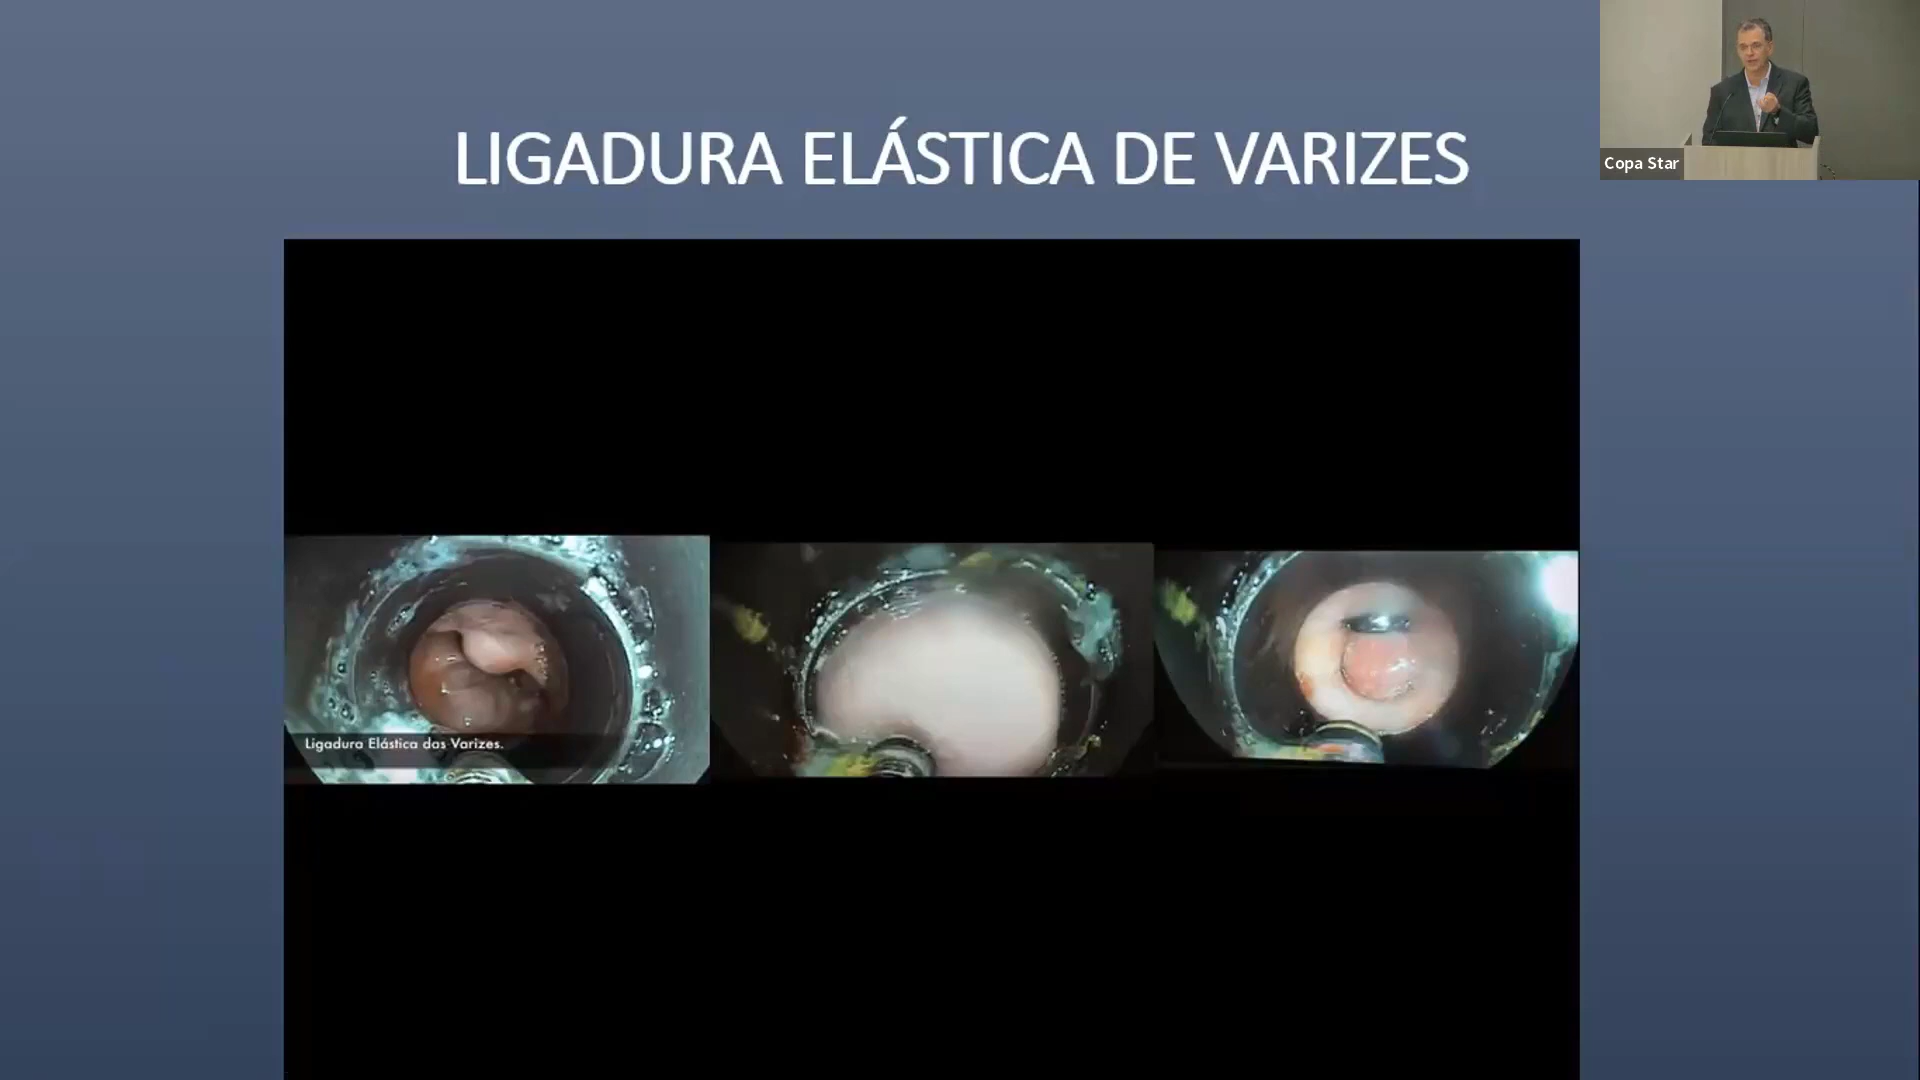 LIGADURA ELÁSTICA DE VARIZES
Copa Star
Ligadura Elástica das Varizes.